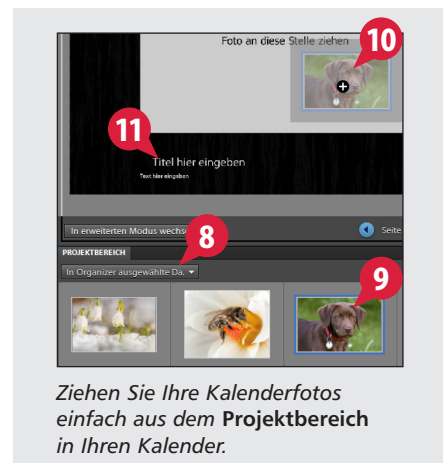 Foto an diese Stelle ziehen
10
11
Titel hier eingeben
Text hier eingeben
In erweiterten Modus wechs
8
Seite
PROJEKTBEREICH
In Organizer ausgewählte Da.
9
Ziehen Sie Ihre Kalenderfotos
einfach aus dem Projektbereich
in Ihren Kalender.